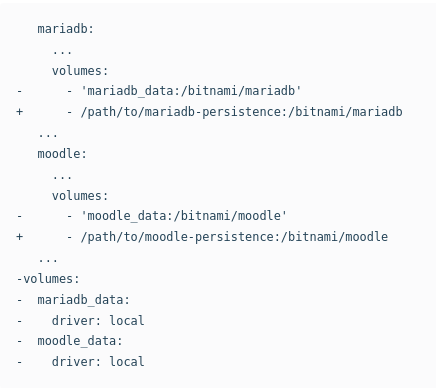 mariadb:
     ...
     volumes:
-      - 'mariadb_data:/bitnami/mariadb'
+      - /path/to/mariadb-persistence:/bitnami/mariadb
   ...
   moodle:
     ...
     volumes:
-      - 'moodle_data:/bitnami/moodle'
+      - /path/to/moodle-persistence:/bitnami/moodle
   ...
-volumes:
-  mariadb_data:
-    driver: local
-  moodle_data:
-    driver: local